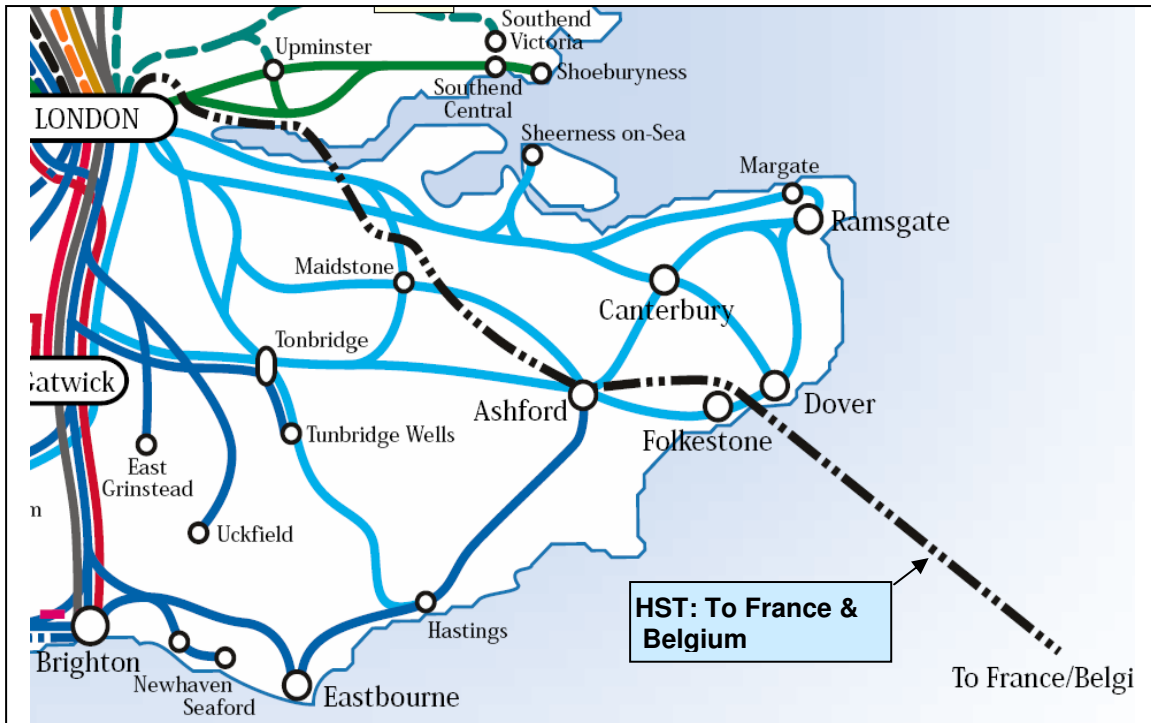 Southend
Victoria
Upminster
Shoeburyness
Southend
Central
LONDON
Sheerness on-Sea
Margate
Ramsgate
Maidstone
Canterbury
Tonbridge
Gatwick
Ashford
Dover
Folkestone
Tunbridge Wells
East
Grinstead
m
Uckfield
HST: To France &
Belgium
Hastings
Brighton
To France/Belgi
Newhaven
Seaford
Eastbourne